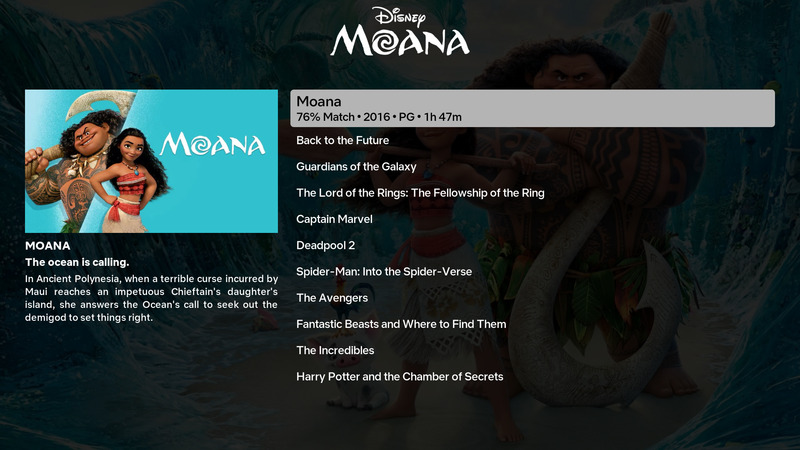 Disney
MOANA
MOANA
MOANA
The ocean is calling.
In Ancient Polynesia, when a terrible curse incurred by
Maui reaches an impetuous Chieftain's daughter's
island, she answers the Ocean's call to seek out the
demigod to set things right.
Moana
76% Match • 2016 • PG • 1h 47m
Back to the Future
Guardians of the Galaxy
The Lord of the Rings: The Fellowship of the Ring
Captain Marvel
Deadpool 2
Spider-Man: Into the Spider-Verse
The Avengers
Fantastic Beasts and Where to Find Them
The Incredibles
Harry Potter and the Chamber of Secrets